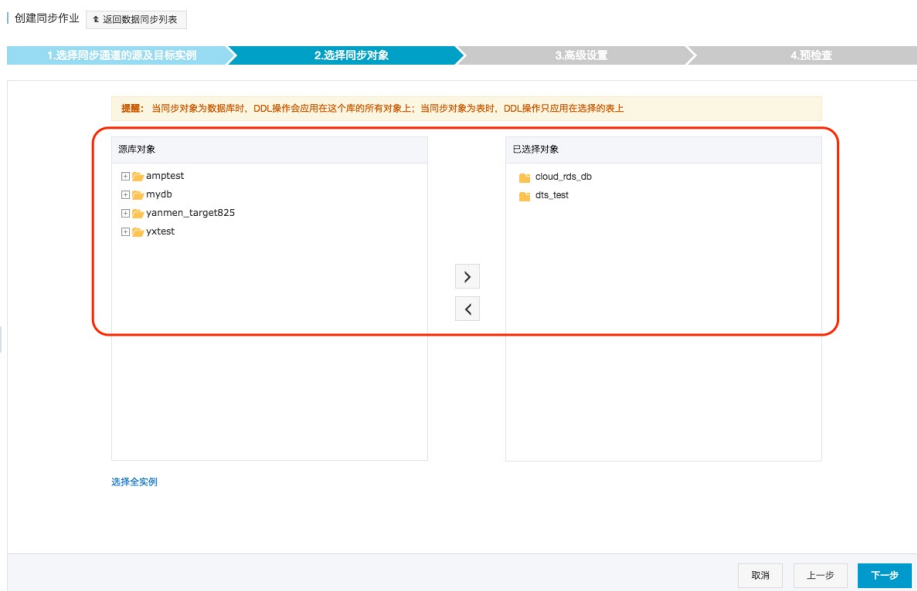 创建同步作业 返回数据同步列表
1.选择同步通道的源及目标实例 2.选择同步对象 3.高级设置 4.预检查
提醒： 当同步对象为数据库时，DDL操作会应用在这个库的所有对象上；当同步对象为表时，DDL操作只应用在选择的表上
源库对象 已选择对象
amptest cloud_rds_db
mydb dts_test
yanmen_target825
yxtest
选择全实例
取消 上一步 下一步